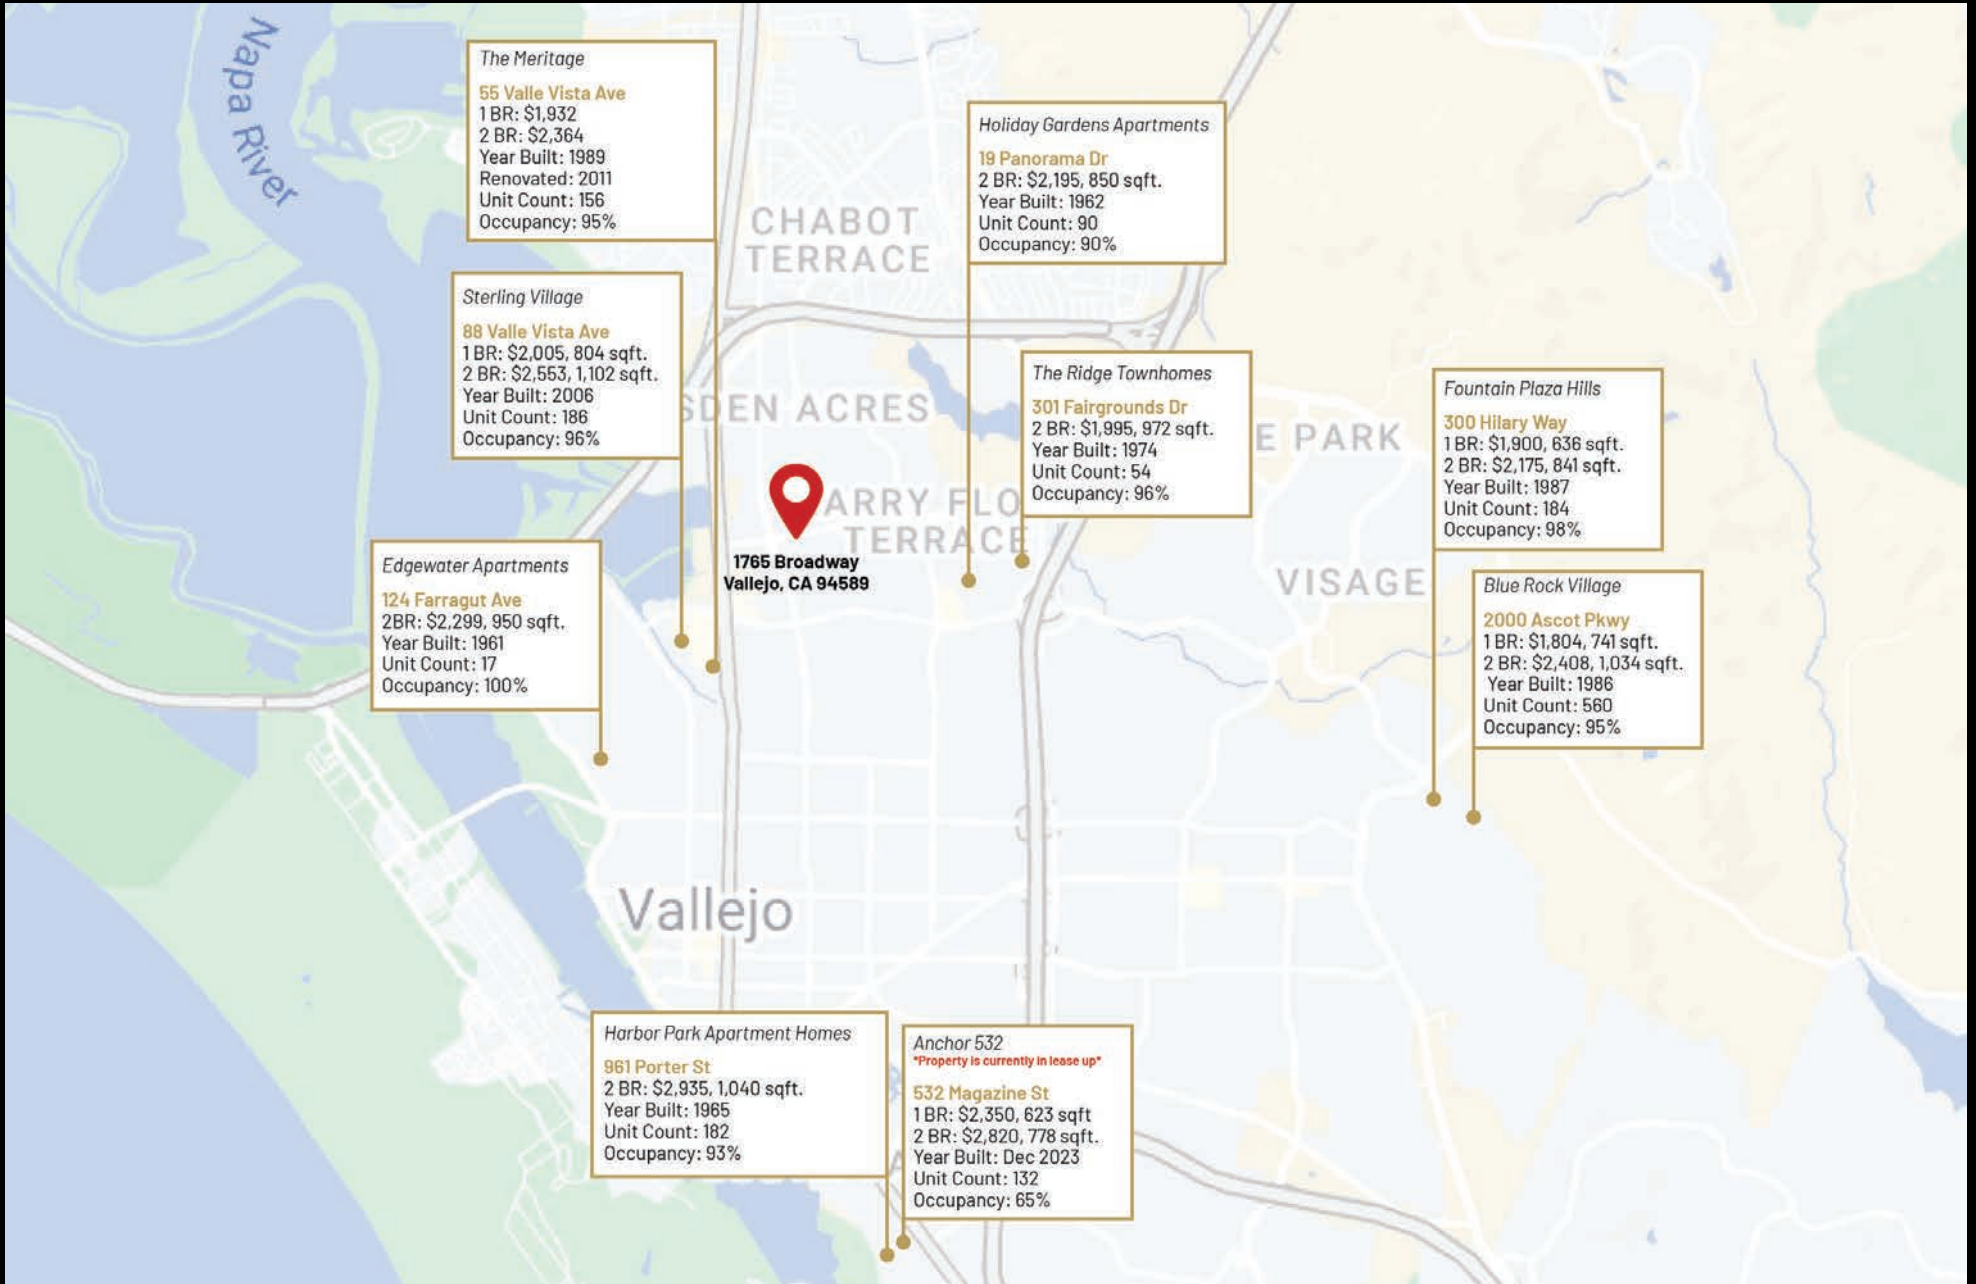 Napa River
The Meritage
55 Valle Vista Ave
1 BR: $1,932
2 BR: $2,364
Year Built: 1989
Renovated: 2011
Unit Count: 156
Occupancy: 95%
Holiday Gardens Apartments
19 Panorama Dr
2 BR: $2,195, 850 sqft.
Year Built: 1962
Unit Count: 90
Occupancy: 90%
CHABOT
TERRACE
Sterling Village
88 Valle Vista Ave
1 BR: $2,005, 804 sqft.
2 BR: $2,553, 1,102 sqft.
Year Built: 2006
Unit Count: 186
Occupancy: 96%
SDEN ACRES
The Ridge Townhomes
301 Fairgrounds Dr
2 BR: $1,995, 972 sqft.
Year Built: 1974
Unit Count: 54
Occupancy: 96%
E PARK
Fountain Plaza Hills
300 Hilary Way
1 BR: $1,900, 636 sqft.
2 BR: $2,175, 841 sqft.
Year Built: 1987
Unit Count: 184
Occupancy: 98%
ARRY FLO
TERRACE
1765 Broadway
Vallejo, CA 94589
VISAGE
Edgewater Apartments
124 Farragut Ave
2BR: $2,299, 950 sqft.
Year Built: 1961
Unit Count: 17
Occupancy: 100%
Blue Rock Village
2000 Ascot Pkwy
1 BR: $1,804, 741 sqft.
2 BR: $2,408, 1,034 sqft.
Year Built: 1986
Unit Count: 560
Occupancy: 95%
Vallejo
Harbor Park Apartment Homes
961 Porter St
2 BR: $2,935, 1,040 sqft.
Year Built: 1965
Unit Count: 182
Occupancy: 93%
Anchor 532
*Property is currently in lease up*
532 Magazine St
1 BR: $2,350, 623 sqft
2 BR: $2,820, 778 sqft.
Year Built: Dec 2023
Unit Count: 132
Occupancy: 65%